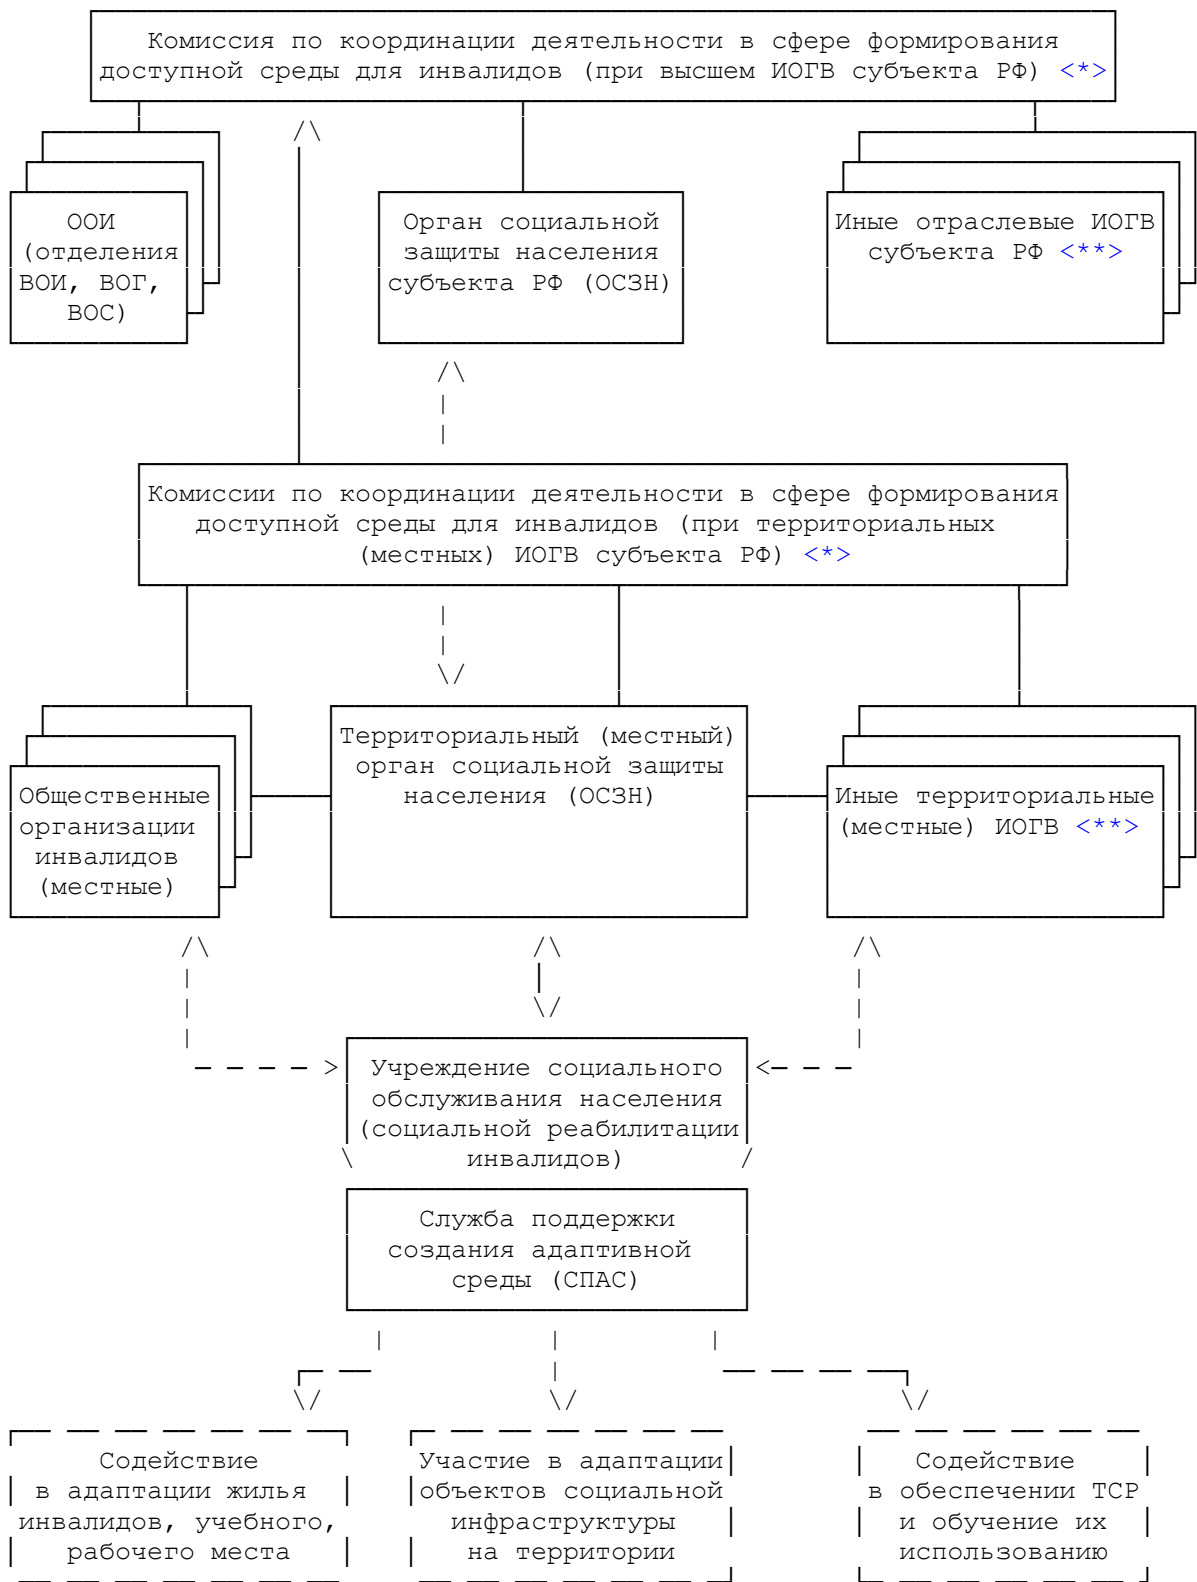 Комиссия по координации деятельности в сфере формирования
доступной среды для инвалидов (при высшем ИОГВ субъекта РФ) <*>
ООИ
(отделения
ВОИ, ВОГ,
ВОС)
Орган социальной
защиты населения
субъекта РФ (ОСЗН)
Иные отраслевые ИОГВ
субъекта РФ <**>
Комиссии по координации деятельности в сфере формирования
доступной среды для инвалидов (при территориальных
(местных) ИОГВ субъекта РФ) <*>
Общественные
организации
инвалидов
(местные)
Территориальный (местный)
орган социальной защиты
населения (ОСЗН)
Иные территориальные
(местные) ИОГВ <**>
Учреждение социального
обслуживания населения
(социальной реабилитации
инвалидов)
Служба поддержки
создания адаптивной
среды (СПАС)
Содействие
в адаптации жилья
инвалидов, учебного,
рабочего места
Участие в адаптации
объектов социальной
инфраструктуры
на территории
Содействие
в обеспечении ТСР
и обучение их
использованию